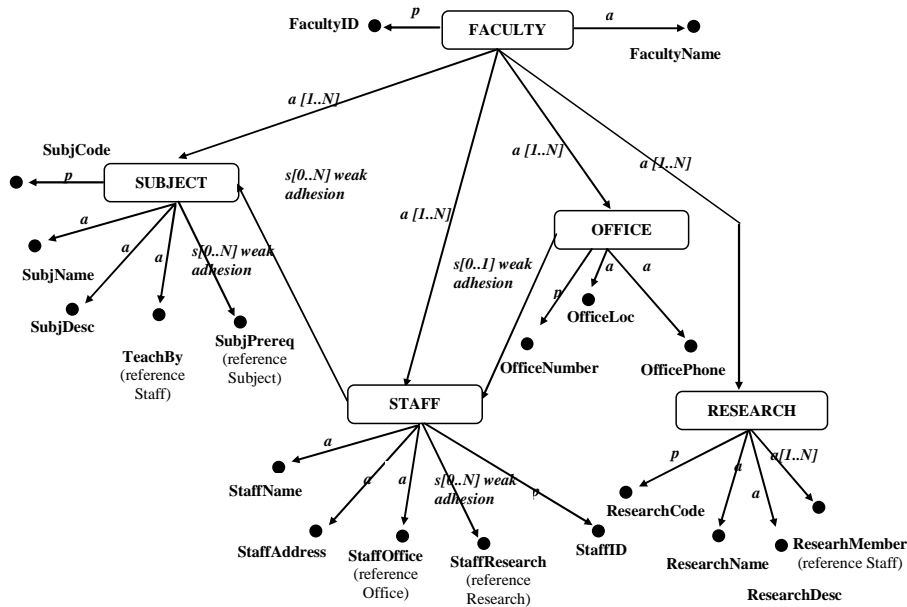 FacultyID
p
FACULTY
a
FacultyName
a [1..N]
SubjCode
p
SUBJECT
s[0..N] weak
adhesion
a [1..N]
a [1..N]
a [1..N]
OFFICE
a
a
a
s[0..N] weak
adhesion
SubjName
SubjDesc
TeachBy
(reference
Staff)
SubjPrereq
(reference
Subject)
s[0..1] weak
adhesion
p
a
a
OfficeLoc
OfficeNumber
OfficePhone
STAFF
RESEARCH
a
a
a
s[0..N] weak
adhesion
p
StaffName
StaffAddress
StaffOffice
(reference
Office)
StaffResearch
(reference
Research)
StaffID
p
a
a
a[1..N]
ResearchCode
ResearchName
ResearhMember
(reference Staff)
ResearchDesc